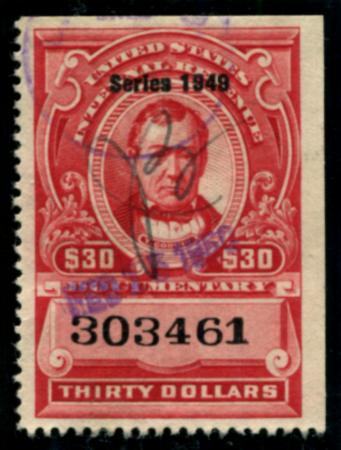 UNITED STATES
INTERNAL REVENUE
Series 1949
$30 $30
DOCUMENTARY
303461
THIRTY DOLLARS